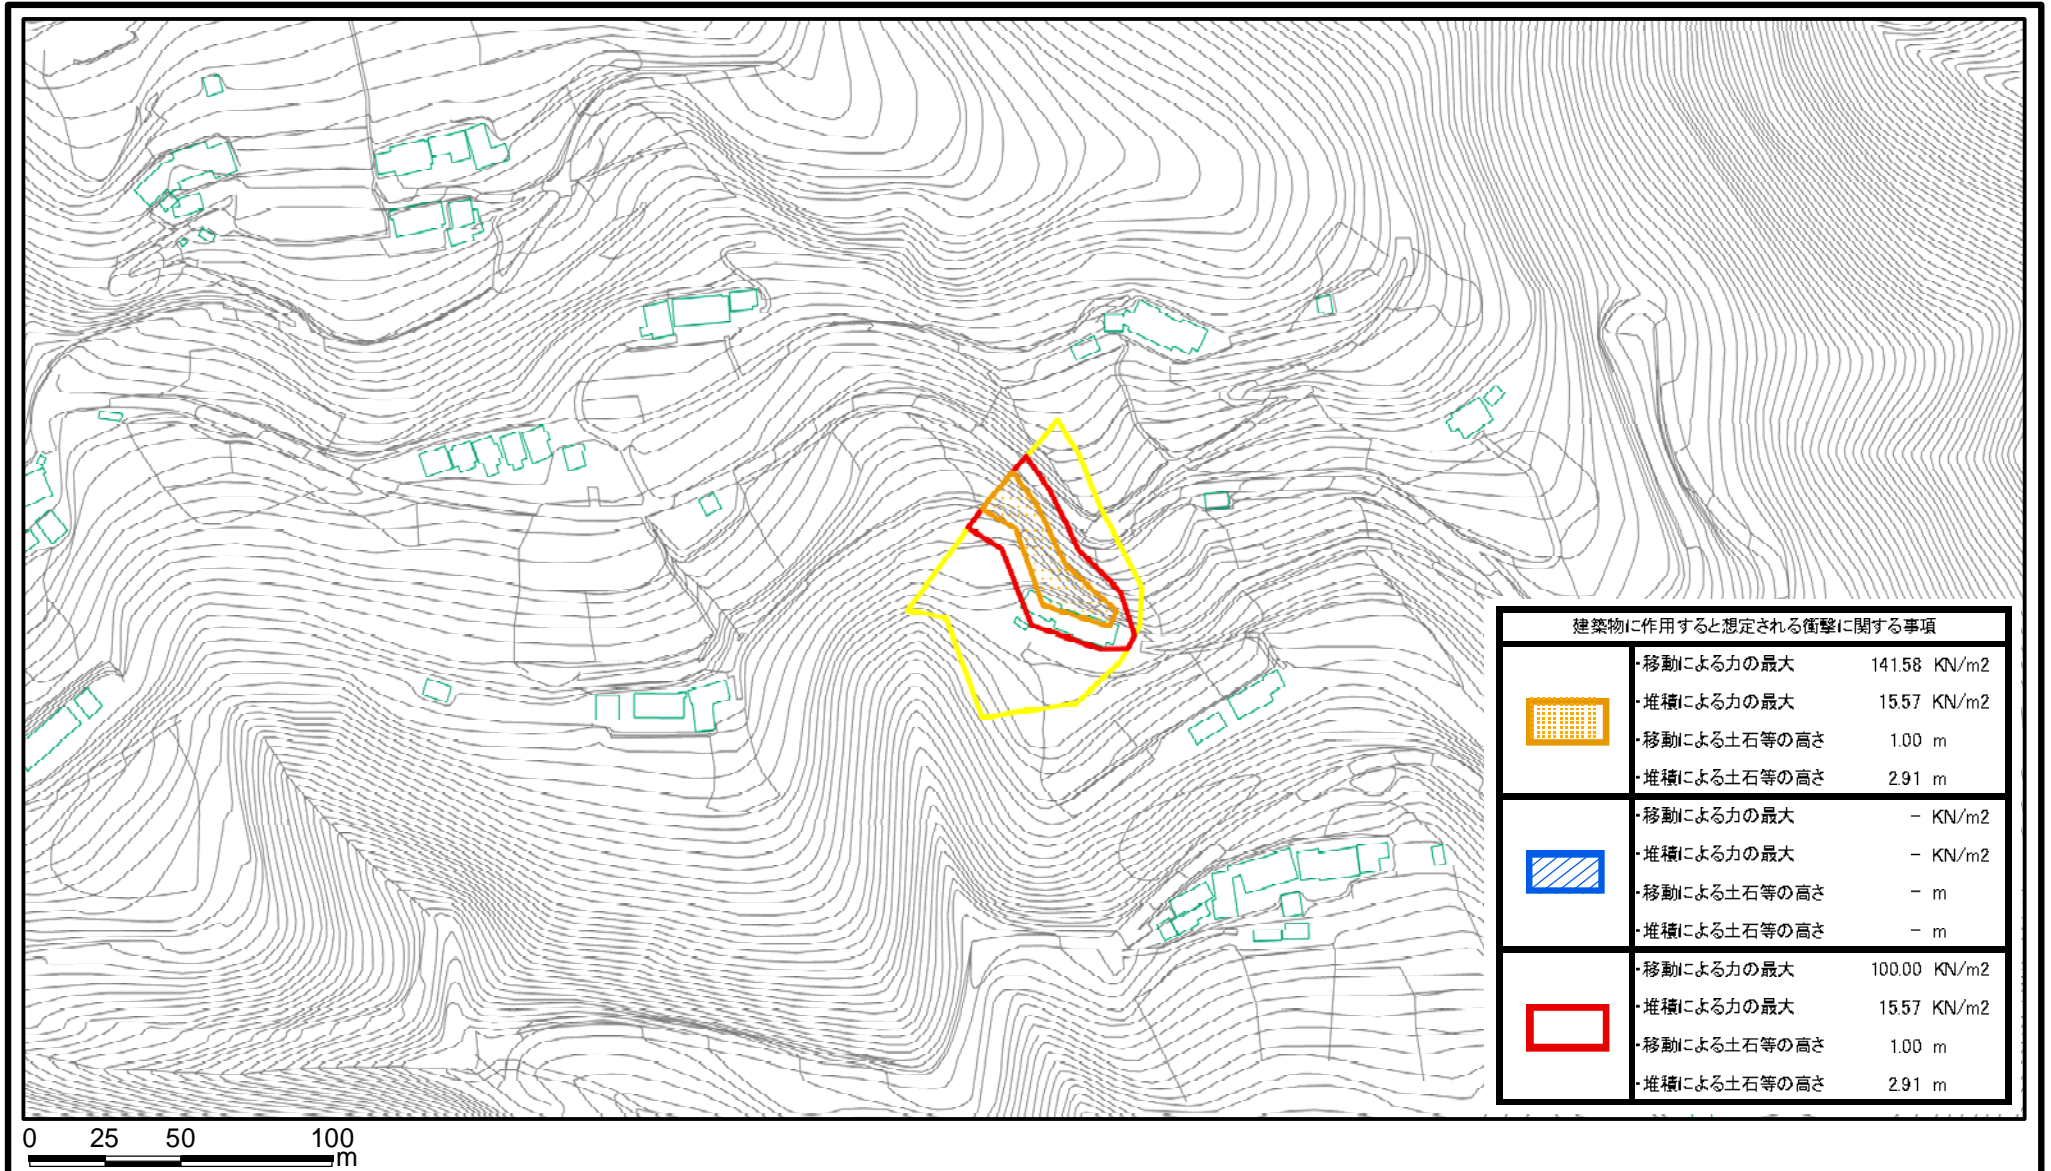 建築物に作用すると想定される衝撃に関する事項
・移動による力の最大 141.58 KN/m2
・堆積による力の最大 15.57 KN/m2
・移動による土石等の高さ 1.00 m
・堆積による土石等の高さ 2.91 m
・移動による力の最大 － KN/m2
・堆積による力の最大 － KN/m2
・移動による土石等の高さ － m
・堆積による土石等の高さ － m
・移動による力の最大 100.00 KN/m2
・堆積による力の最大 15.57 KN/m2
・移動による土石等の高さ 1.00 m
・堆積による土石等の高さ 2.91 m
0 25 50 100
m